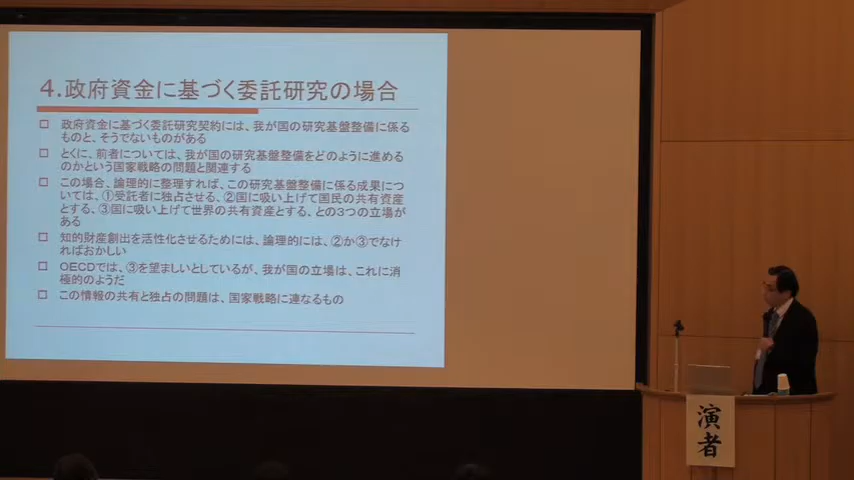 4.政府資金に基づく委託研究の場合
□ 政府資金に基づく委託研究契約には、我が国の研究基盤整備に係る
ものと、そうでないものがある
□ とくに、前者については、我が国の研究基盤整備をどのように進める
のかという国家戦略の問題と関連する
□ この場合、論理的に整理すれば、この研究基盤整備に係る成果につ
いては、①受託者に独占させる、②国に吸い上げて国民の共有資産
とする、③国に吸い上げて世界の共有資産とする、との3つの立場が
ある
□ 知的財産創出を活性化させるためには、論理的には、②か③でなけ
ればおかしい
□ OECDでは、③を望ましいとしているが、我が国の立場は、これに消
極的のようだ
□ この情報の共有と独占の問題は、国家戦略に連なるもの
演者